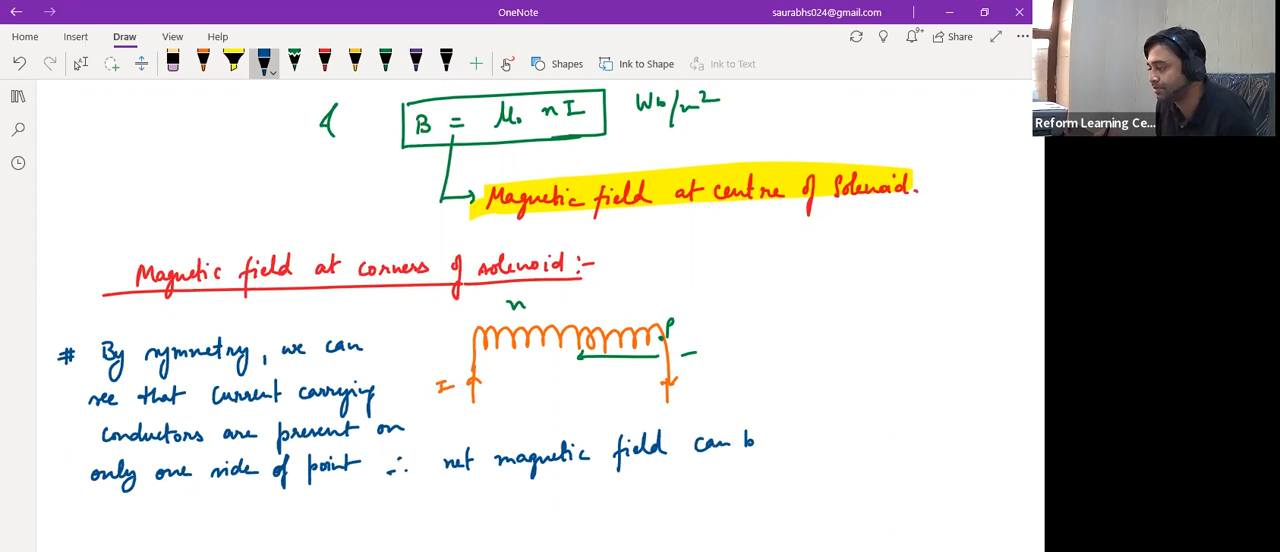 OneNote
saurabhs024@gmail.com
Home Insert Draw View Help
9+
Share
Shapes
Ink to Shape
Ink to Text
Reform Learning Ce...
B = μ₀ n I Wb/m²
Magnetic field at centre of Solenoid.
Magnetic field at corners of solenoid :-
n
P
I
# By symmetry, we can
see that current carrying
conductors are present on
only one side of point ∴ net magnetic field can b